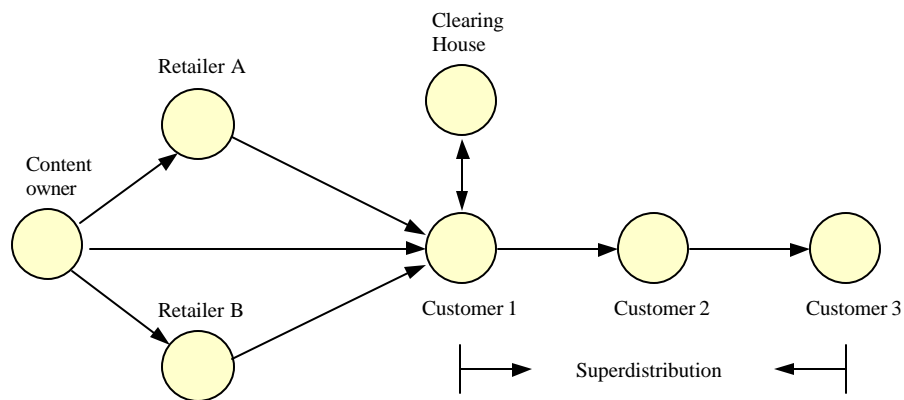 Clearing
House
Retailer A
Content
owner
Retailer B
Customer 1
Customer 2
Customer 3
Superdistribution